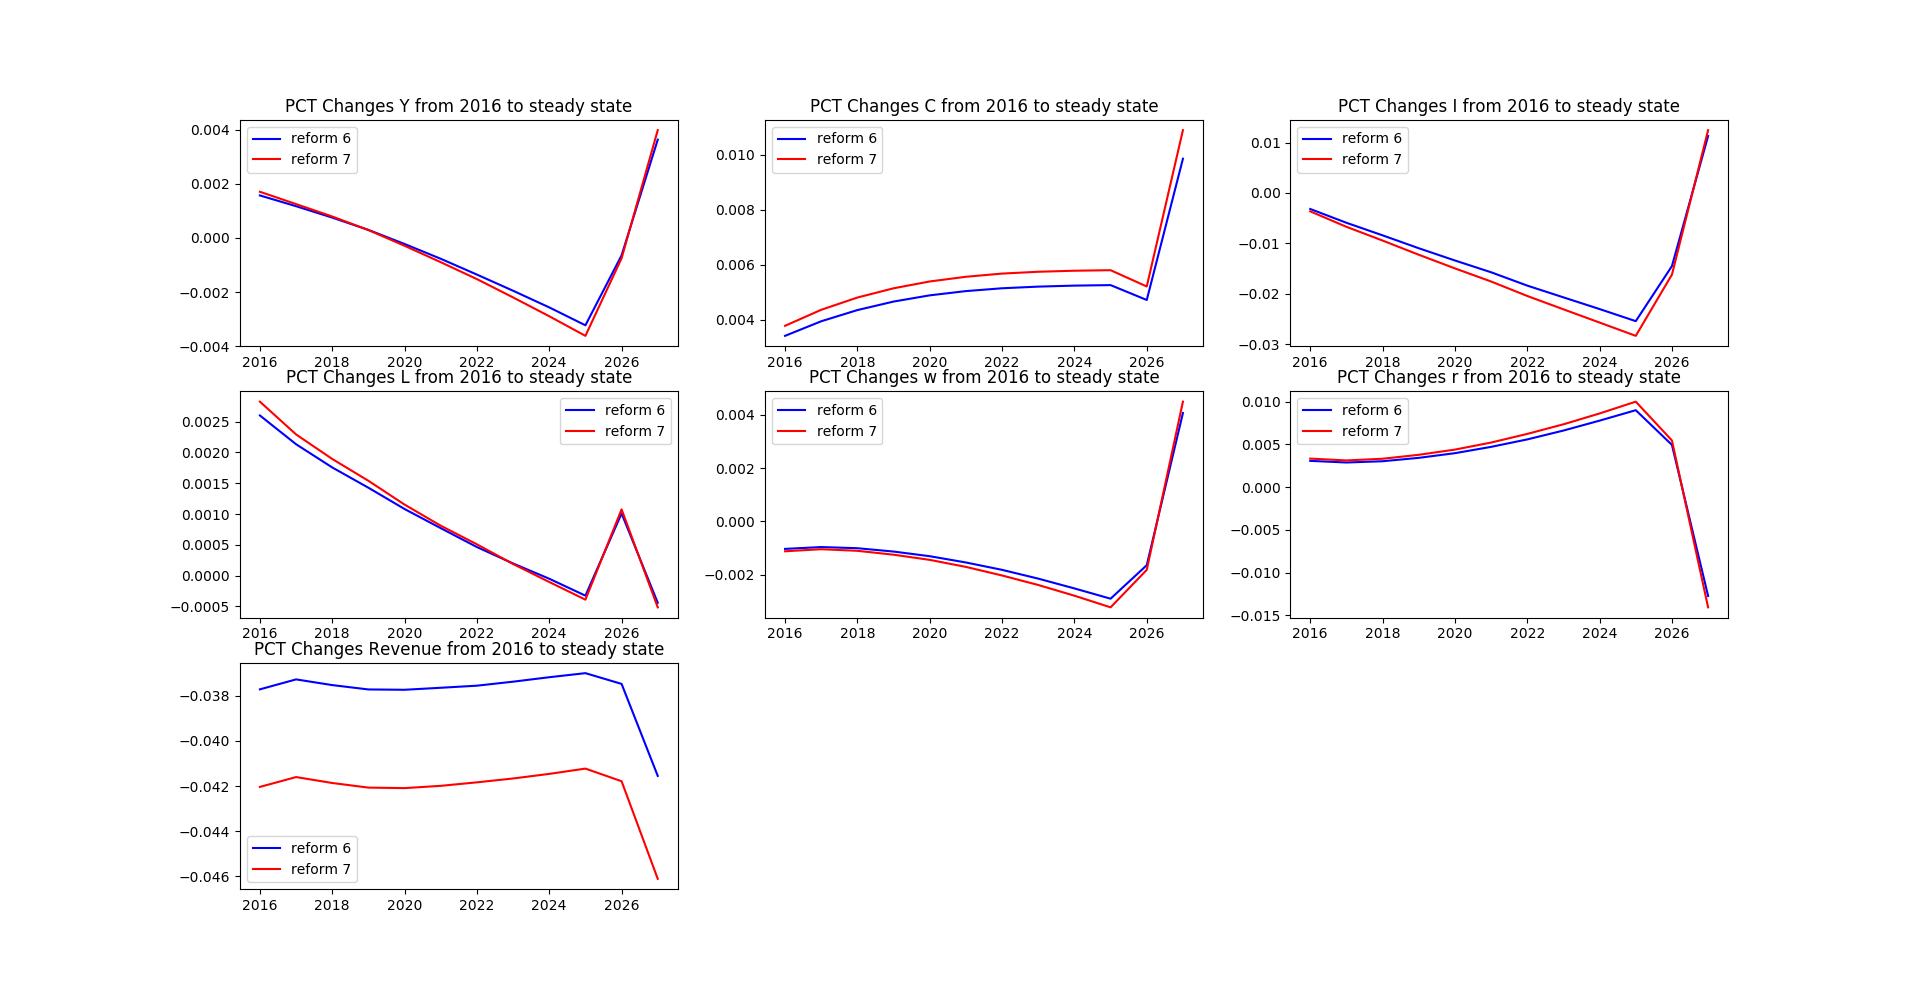 PCT Changes Y from 2016 to steady state
0.004
0.002
0.000
−0.002
−0.004
reform 6
reform 7
2016 2018 2020 2022 2024 2026
PCT Changes C from 2016 to steady state
0.010
0.008
0.006
0.004
reform 6
reform 7
2016 2018 2020 2022 2024 2026
PCT Changes I from 2016 to steady state
0.01
0.00
−0.01
−0.02
−0.03
reform 6
reform 7
2016 2018 2020 2022 2024 2026
PCT Changes L from 2016 to steady state
0.0025
0.0020
0.0015
0.0010
0.0005
0.0000
−0.0005
reform 6
reform 7
2016 2018 2020 2022 2024 2026
PCT Changes w from 2016 to steady state
0.004
0.002
0.000
−0.002
reform 6
reform 7
2016 2018 2020 2022 2024 2026
PCT Changes r from 2016 to steady state
0.010
0.005
0.000
−0.005
−0.010
−0.015
reform 6
reform 7
2016 2018 2020 2022 2024 2026
PCT Changes Revenue from 2016 to steady state
−0.038
−0.040
−0.042
−0.044
−0.046
reform 6
reform 7
2016 2018 2020 2022 2024 2026